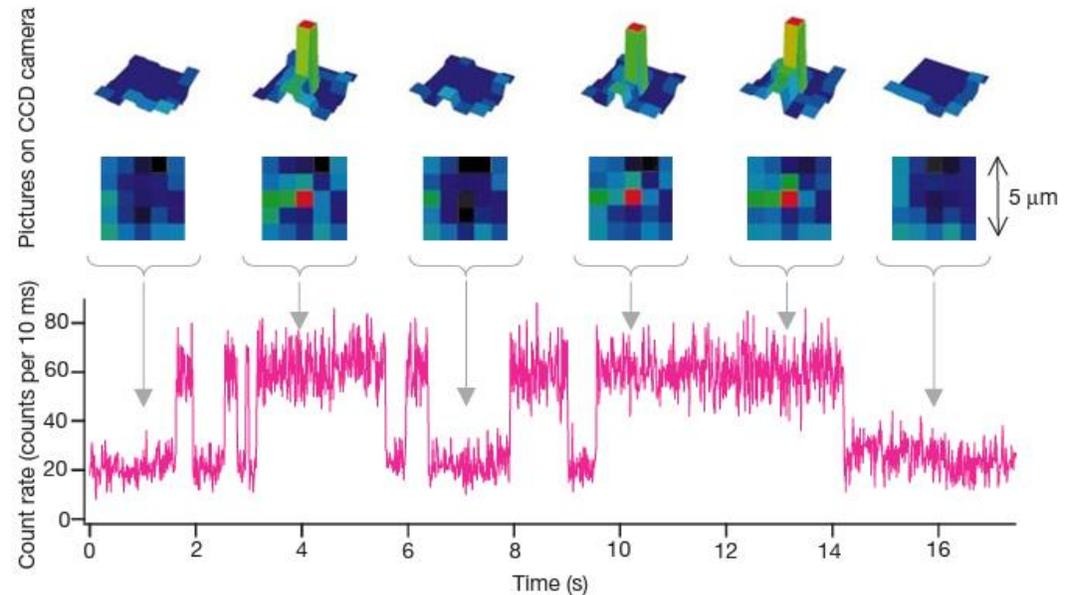 Pictures on CCD camera
5 μm
Count rate (counts per 10 ms)
80
60
40
20
0
0 2 4 6 8 10 12 14 16
Time (s)